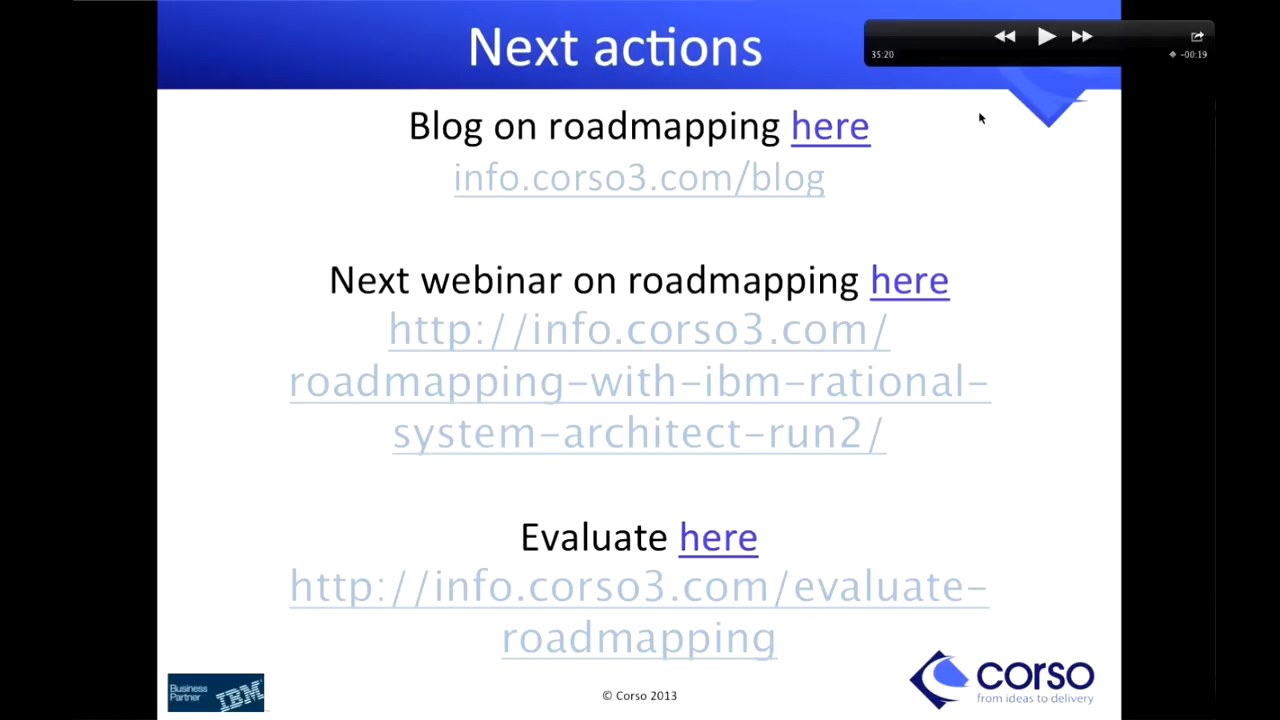 Next actions
35:20
-00:19
Blog on roadmapping here
info.corso3.com/blog
Next webinar on roadmapping here
http://info.corso3.com/
roadmapping-with-ibm-rational-
system-architect-run2/
Evaluate here
http://info.corso3.com/evaluate-
roadmapping
Business
Partner
IBM
© Corso 2013
corso
from ideas to delivery